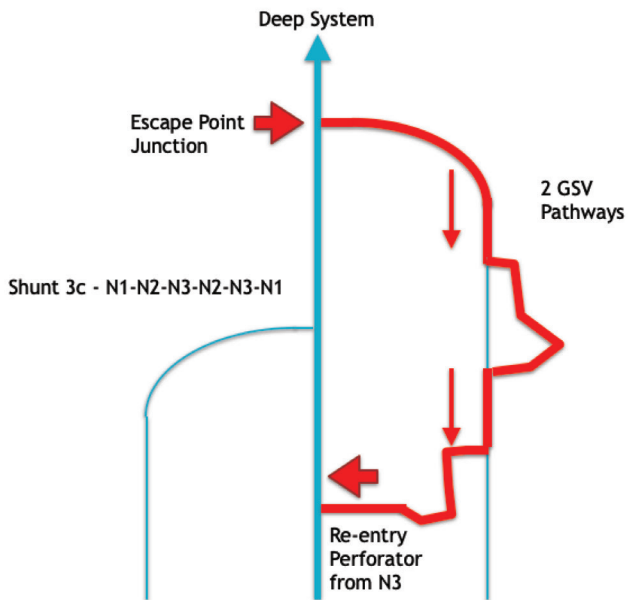 Deep System
Escape Point
Junction
2 GSV
Pathways
Shunt 3c - N1-N2-N3-N2-N3-N1
Re-entry
Perforator
from N3